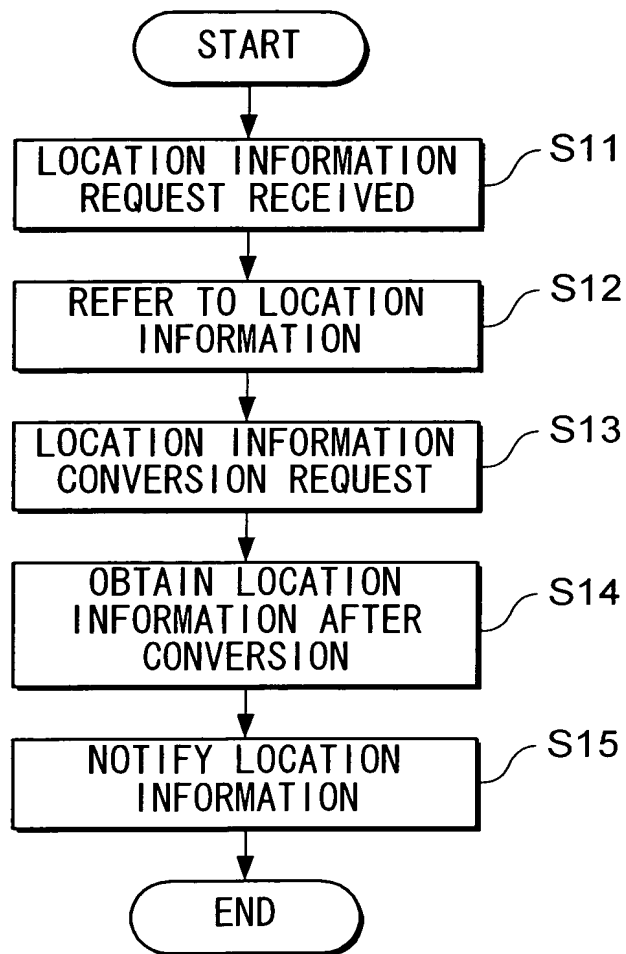 START
LOCATION INFORMATION
REQUEST RECEIVED
S11
REFER TO LOCATION
INFORMATION
S12
LOCATION INFORMATION
CONVERSION REQUEST
S13
OBTAIN LOCATION
INFORMATION AFTER
CONVERSION
S14
NOTIFY LOCATION
INFORMATION
S15
END